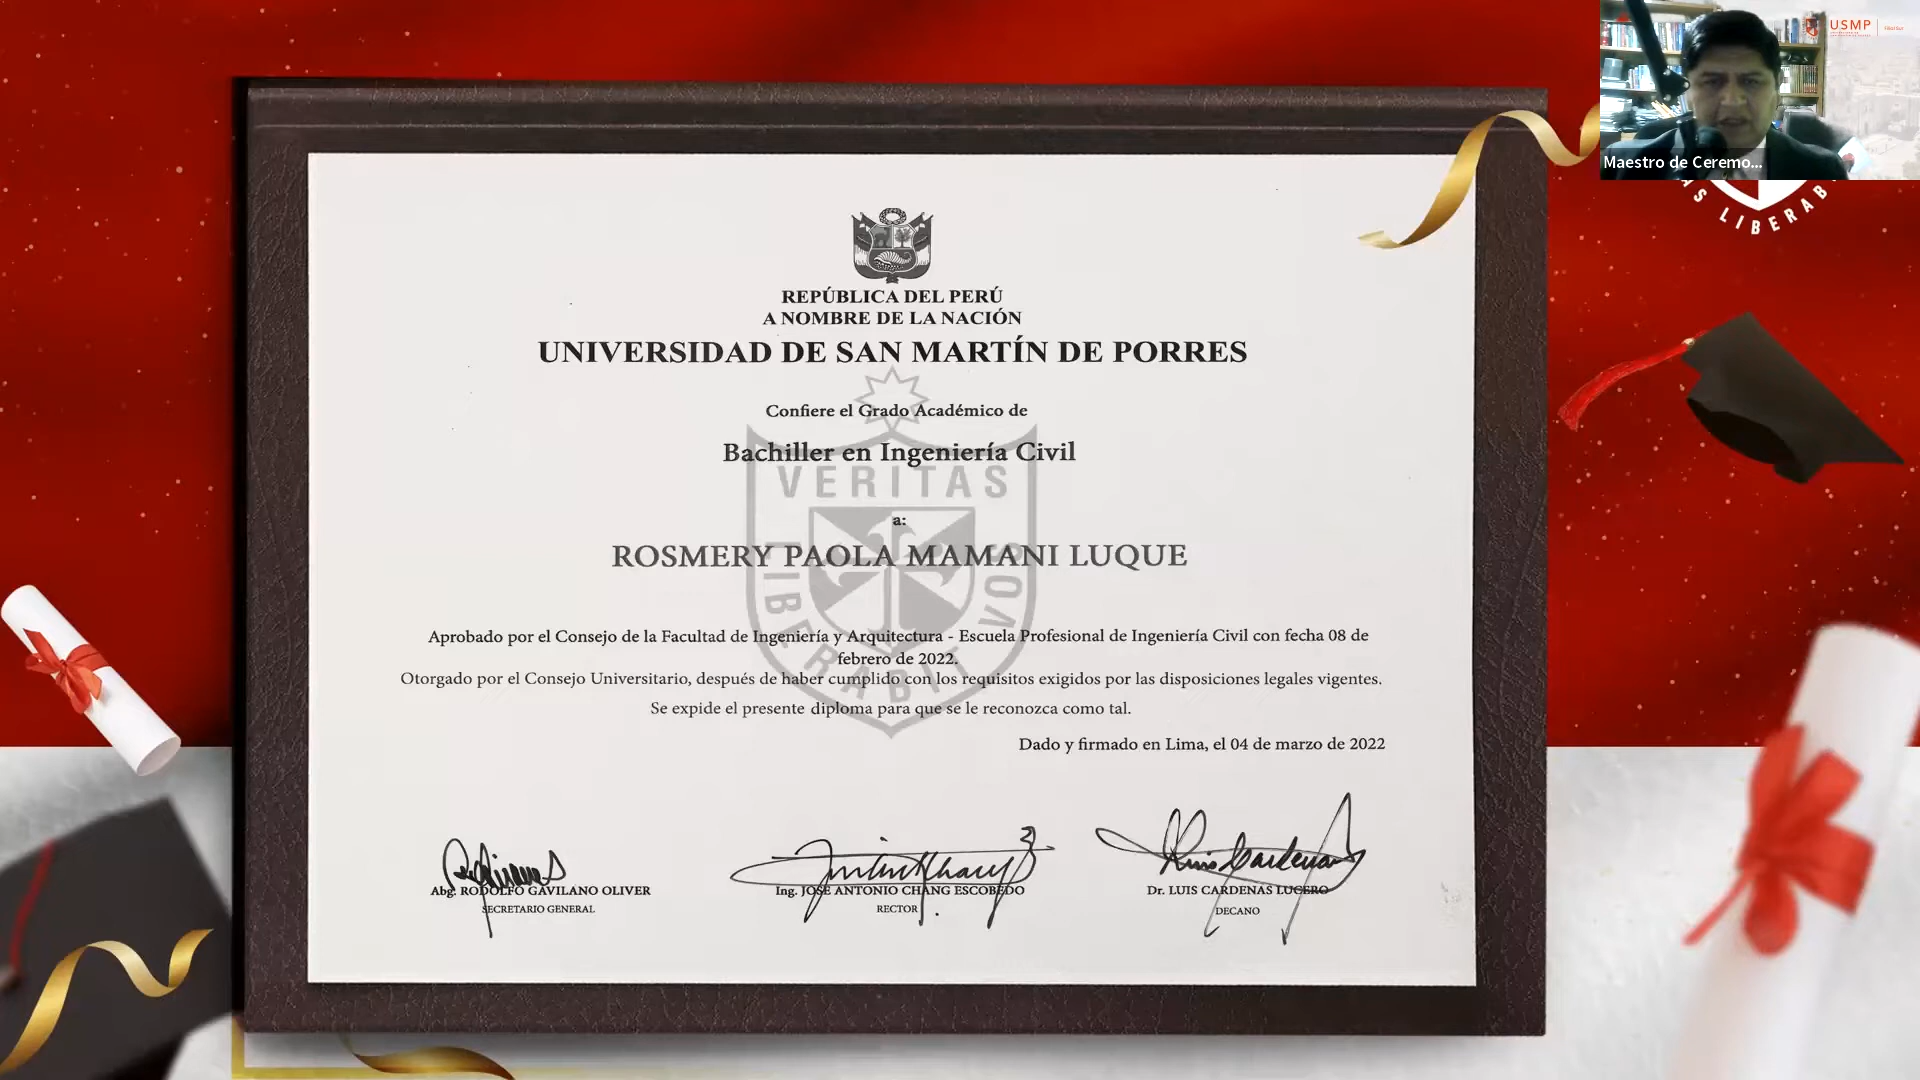 USMP
Maestro de Ceremo...
AS LIBERAB
REPÚBLICA DEL PERÚ
A NOMBRE DE LA NACIÓN
UNIVERSIDAD DE SAN MARTÍN DE PORRES
Confiere el Grado Académico de
Bachiller en Ingeniería Civil
VERITAS
a:
ROSMERY PAOLA MAMANI LUQUE
LIBERABIT
VOS
Aprobado por el Consejo de la Facultad de Ingeniería y Arquitectura - Escuela Profesional de Ingeniería Civil con fecha 08 de
febrero de 2022.
Otorgado por el Consejo Universitario, después de haber cumplido con los requisitos exigidos por las disposiciones legales vigentes.
Se expide el presente diploma para que se le reconozca como tal.
Dado y firmado en Lima, el 04 de marzo de 2022
Abg. RODOLFO GAVILANO OLIVER
SECRETARIO GENERAL
Ing. JOSÉ ANTONIO CHANG ESCOBEDO
RECTOR
Dr. LUIS CARDENAS LUCERO
DECANO